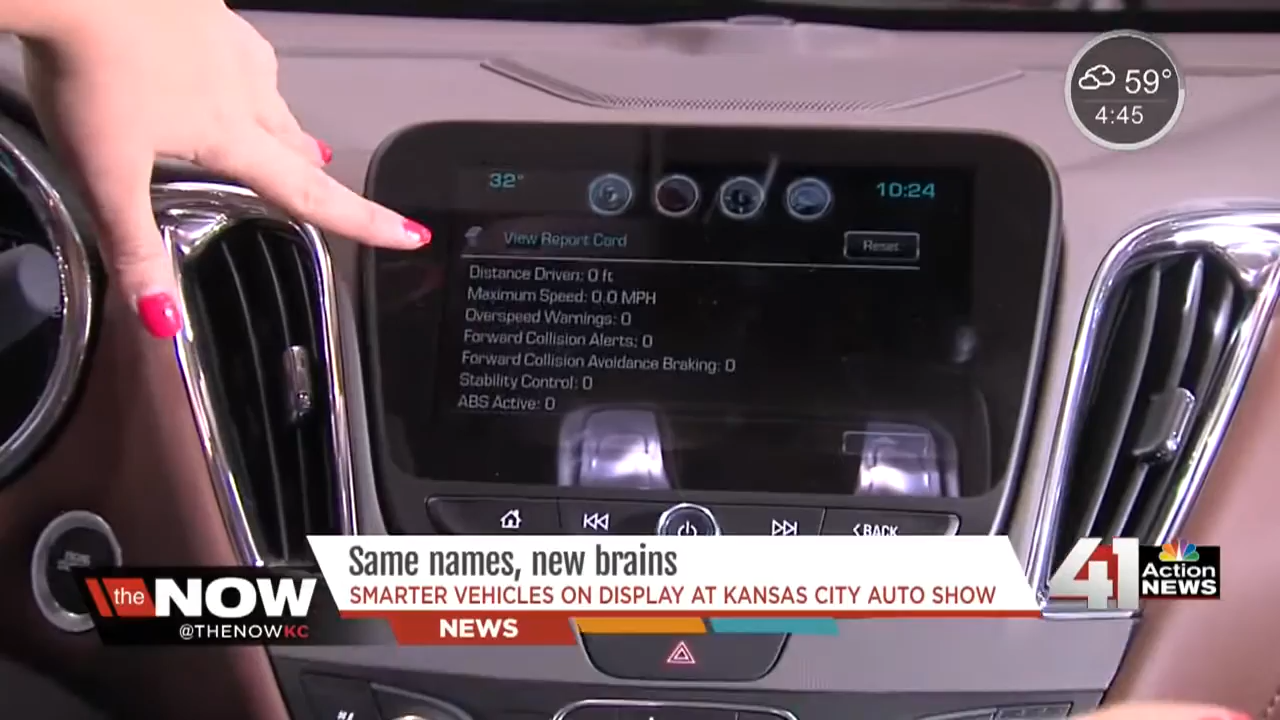 59°
4:45
32°
10:24
View Report Card
Reset
Distance Driven: 0 ft
Maximum Speed: 0.0 MPH
Overspeed Warnings: 0
Forward Collision Alerts: 0
Forward Collision Avoidance Braking: 0
Stability Control: 0
ABS Active: 0
BACK
Same names, new brains
SMARTER VEHICLES ON DISPLAY AT KANSAS CITY AUTO SHOW
the NOW
@THENOWKC
NEWS
41 Action NEWS